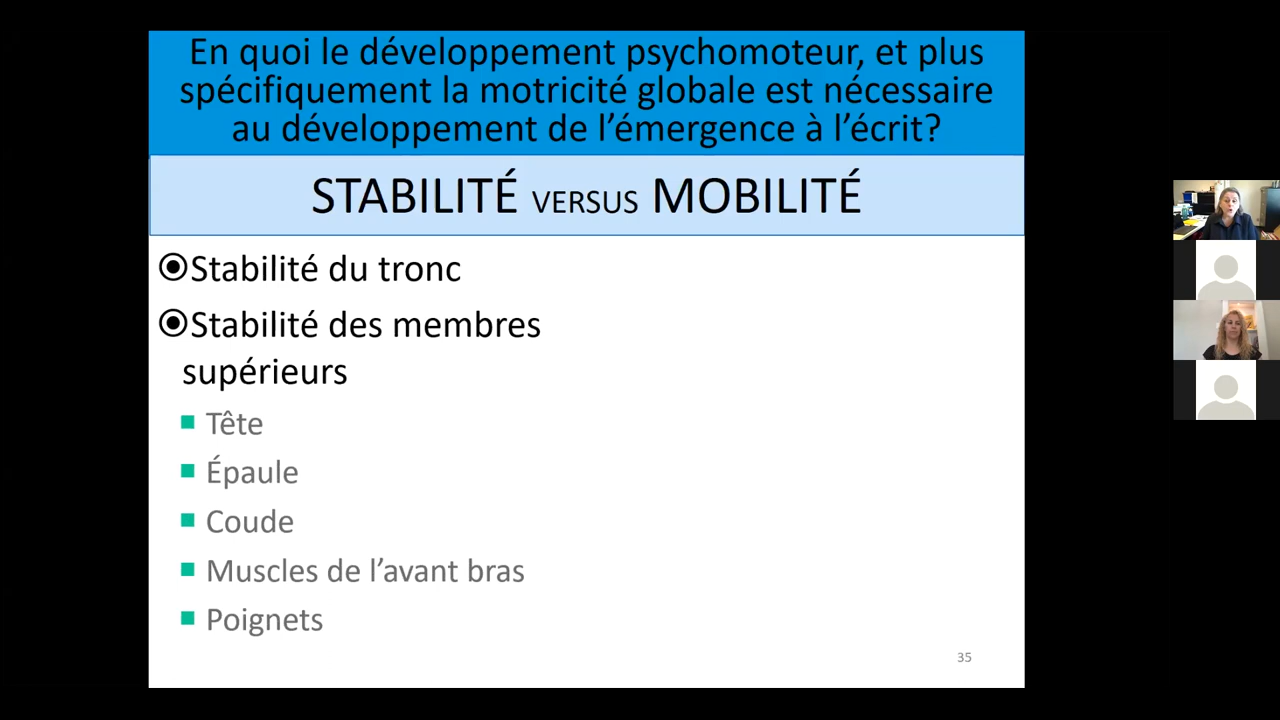 En quoi le développement psychomoteur, et plus
spécifiquement la motricité globale est nécessaire
au développement de l’émergence à l’écrit?
STABILITÉ VERSUS MOBILITÉ
Stabilité du tronc
Stabilité des membres
supérieurs
Tête
Épaule
Coude
Muscles de l’avant bras
Poignets
35